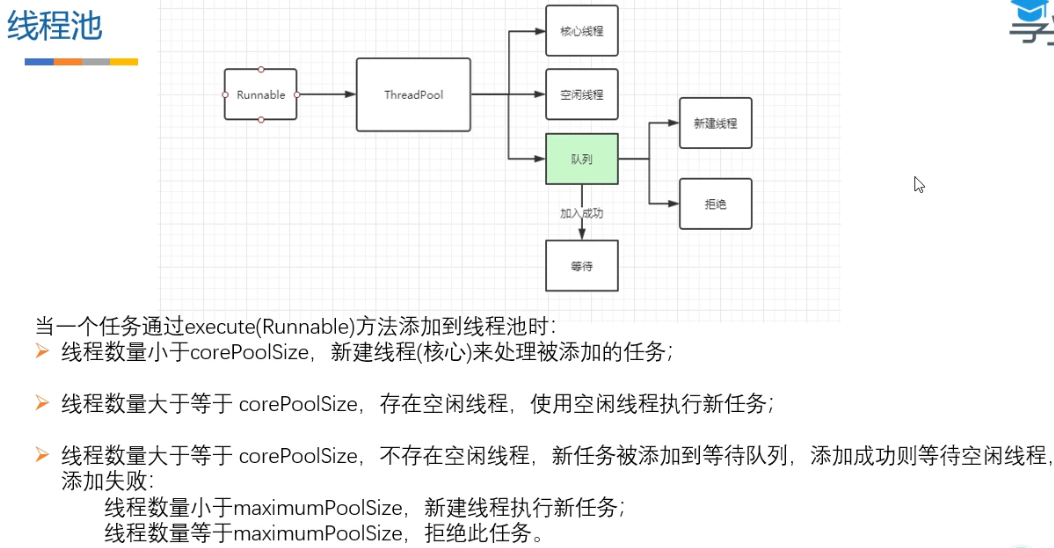 线程池
核心线程
Runnable
ThreadPool
空闲线程
新建线程
队列
加入成功
拒绝
等待
当一个任务通过execute(Runnable)方法添加到线程池时:
线程数量小于corePoolSize，新建线程(核心)来处理被添加的任务;
线程数量大于等于 corePoolSize，存在空闲线程，使用空闲线程执行新任务;
线程数量大于等于 corePoolSize，不存在空闲线程，新任务被添加到等待队列，添加成功则等待空闲线程，
添加失败:
线程数量小于maximumPoolSize，新建线程执行新任务;
线程数量等于maximumPoolSize，拒绝此任务。